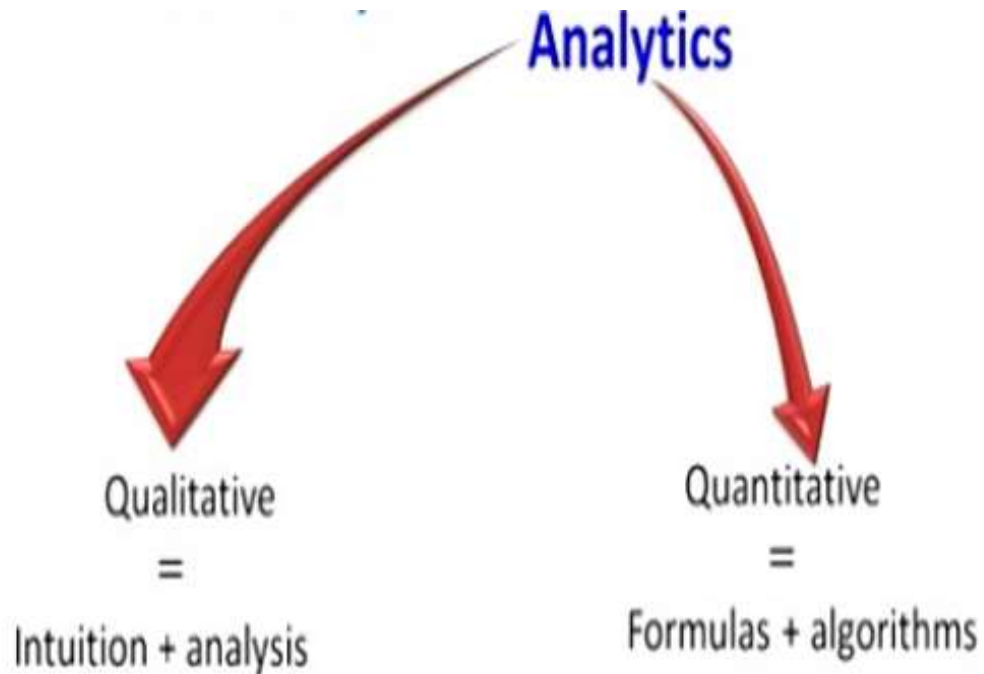 Analytics
Qualitative
=
Intuition + analysis
Quantitative
=
Formulas + algorithms